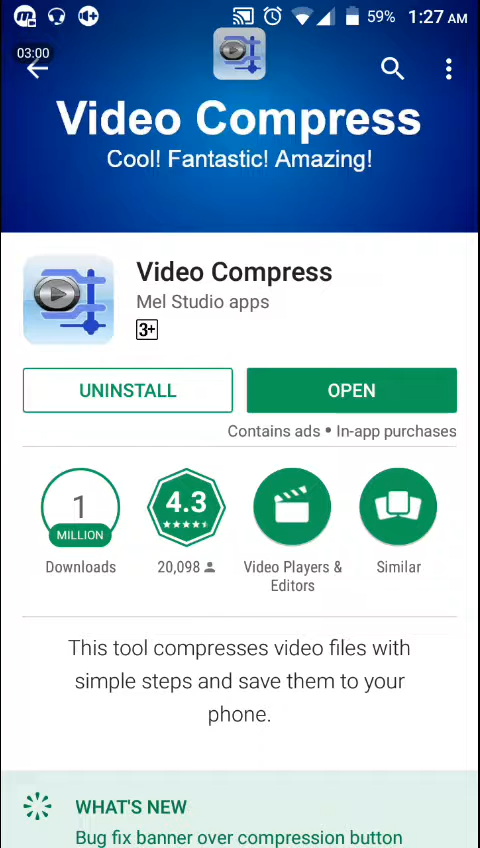 59% 1:27 AM
03:00
Video Compress
Cool! Fantastic! Amazing!
Video Compress
Mel Studio apps
3+
UNINSTALL
OPEN
Contains ads • In-app purchases
1
MILLION
4.3
Downloads
20,098
Video Players &
Editors
Similar
This tool compresses video files with
simple steps and save them to your
phone.
WHAT'S NEW
Bug fix banner over compression button